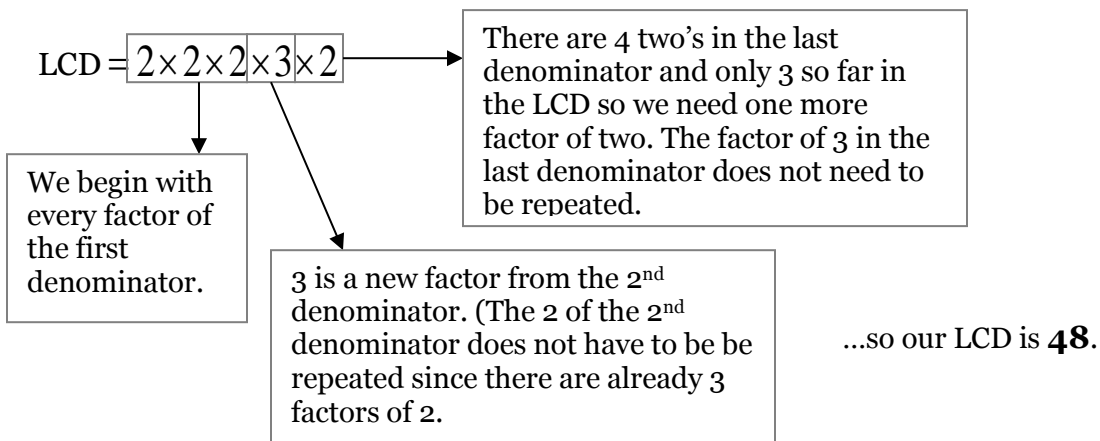 LCD = 2×2×2×3×2
There are 4 two's in the last
denominator and only 3 so far in
the LCD so we need one more
factor of two. The factor of 3 in the
last denominator does not need to
be repeated.
We begin with
every factor of
the first
denominator.
3 is a new factor from the 2nd
denominator. (The 2 of the 2nd
denominator does not have to be be
repeated since there are already 3
factors of 2.
...so our LCD is 48.